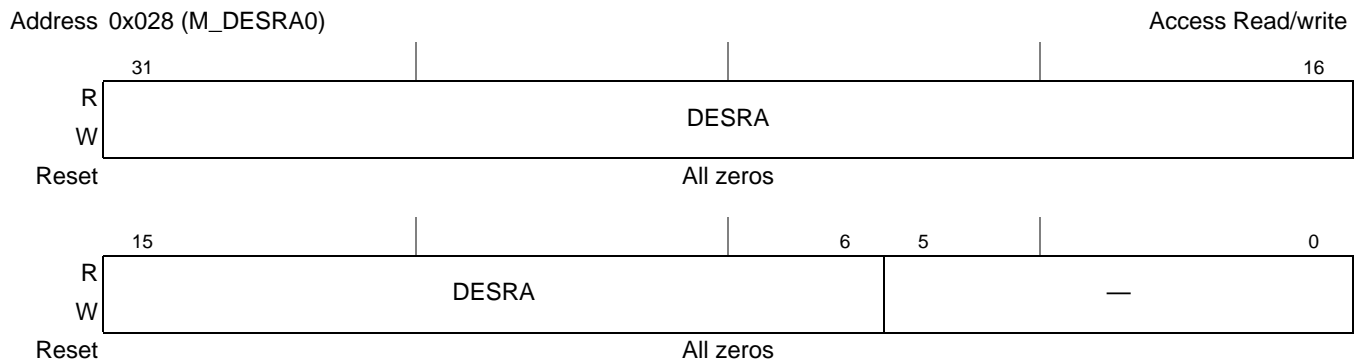 Address 0x028 (M_DESRA0) Access Read/write
31 16
R
DESRA
W
Reset All zeros
15 6 5 0
R
DESRA —
W
Reset All zeros